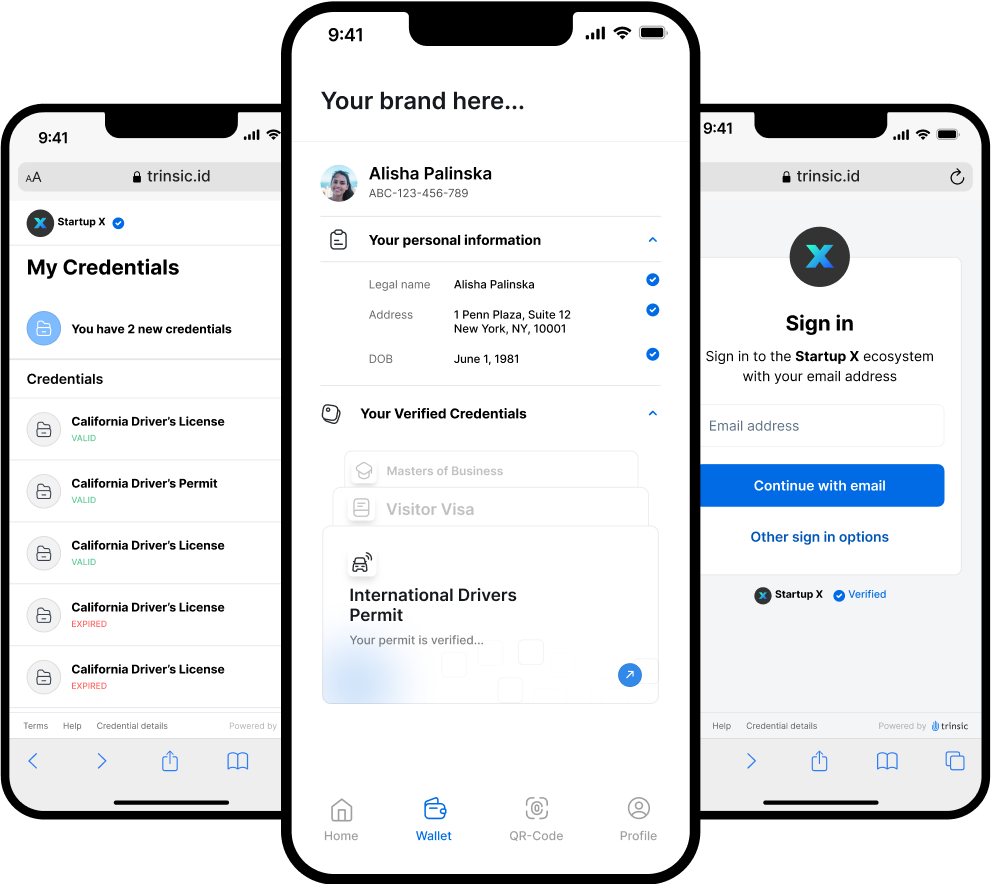 9:41
AA
trinsic.id
Startup X
My Credentials
You have 2 new credentials
Credentials
California Driver’s License
VALID
California Driver’s Permit
VALID
California Driver’s License
VALID
California Driver’s License
EXPIRED
California Driver’s License
EXPIRED
Terms Help Credential details Powered by
9:41
Your brand here...
Alisha Palinska
ABC-123-456-789
Your personal information
Legal name Alisha Palinska
Address 1 Penn Plaza, Suite 12
New York, NY, 10001
DOB June 1, 1981
Your Verified Credentials
Masters of Business
Visitor Visa
International Drivers
Permit
Your permit is verified...
Home Wallet QR-Code Profile
9:41
trinsic.id
X
Sign in
Sign in to the Startup X ecosystem
with your email address
Email address
Continue with email
Other sign in options
Startup X Verified
Help Credential details Powered by trinsic